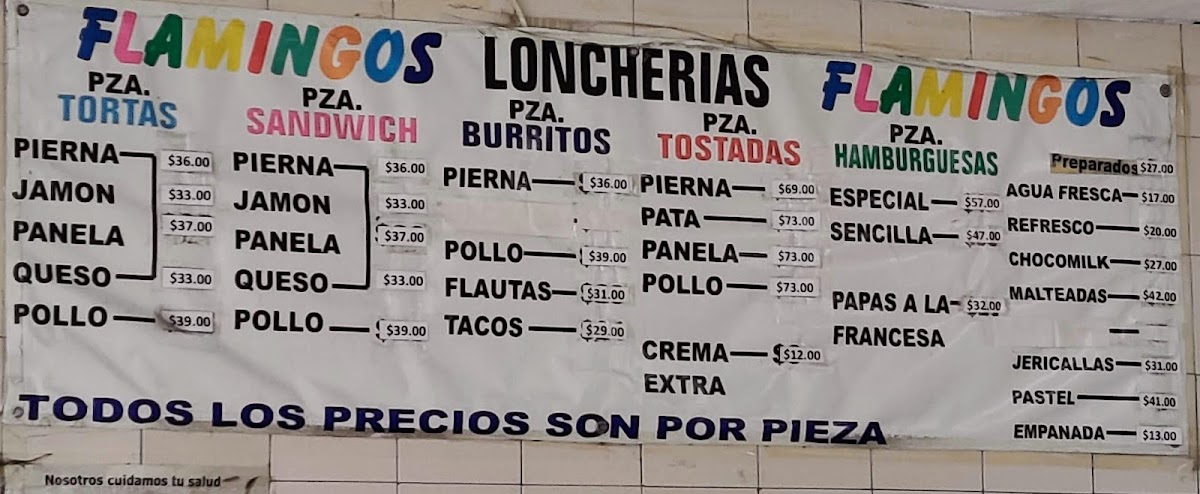 FLAMINGOS LONCHERIAS FLAMINGOS
PZA.
TORTAS
PIERNA $36.00
JAMON $33.00
PANELA $37.00
QUESO $33.00
POLLO $39.00
PZA.
SANDWICH
PIERNA $36.00
JAMON $33.00
PANELA $37.00
QUESO $33.00
POLLO $39.00
PZA.
BURRITOS
PIERNA $36.00
POLLO $39.00
FLAUTAS $31.00
TACOS $29.00
PZA.
TOSTADAS
PIERNA $69.00
PATA $73.00
PANELA $73.00
POLLO $73.00
CREMA $12.00
EXTRA
PZA.
HAMBURGUESAS
ESPECIAL $57.00
SENCILLA $47.00
PAPAS A LA $32.00
FRANCESA
Preparados $27.00
AGUA FRESCA $17.00
REFRESCO $20.00
CHOCOMILK $27.00
MALTEADAS $42.00
JERICALLAS $31.00
PASTEL $41.00
EMPANADA $13.00
TODOS LOS PRECIOS SON POR PIEZA
Nosotros cuidamos tu salud